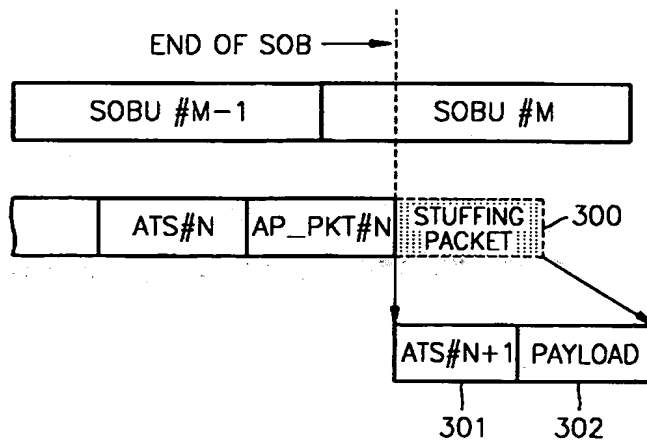 END OF SOB
SOBU #M-1 SOBU #M
ATS#N AP_PKT#N STUFFING PACKET 300
ATS#N+1 PAYLOAD
301 302